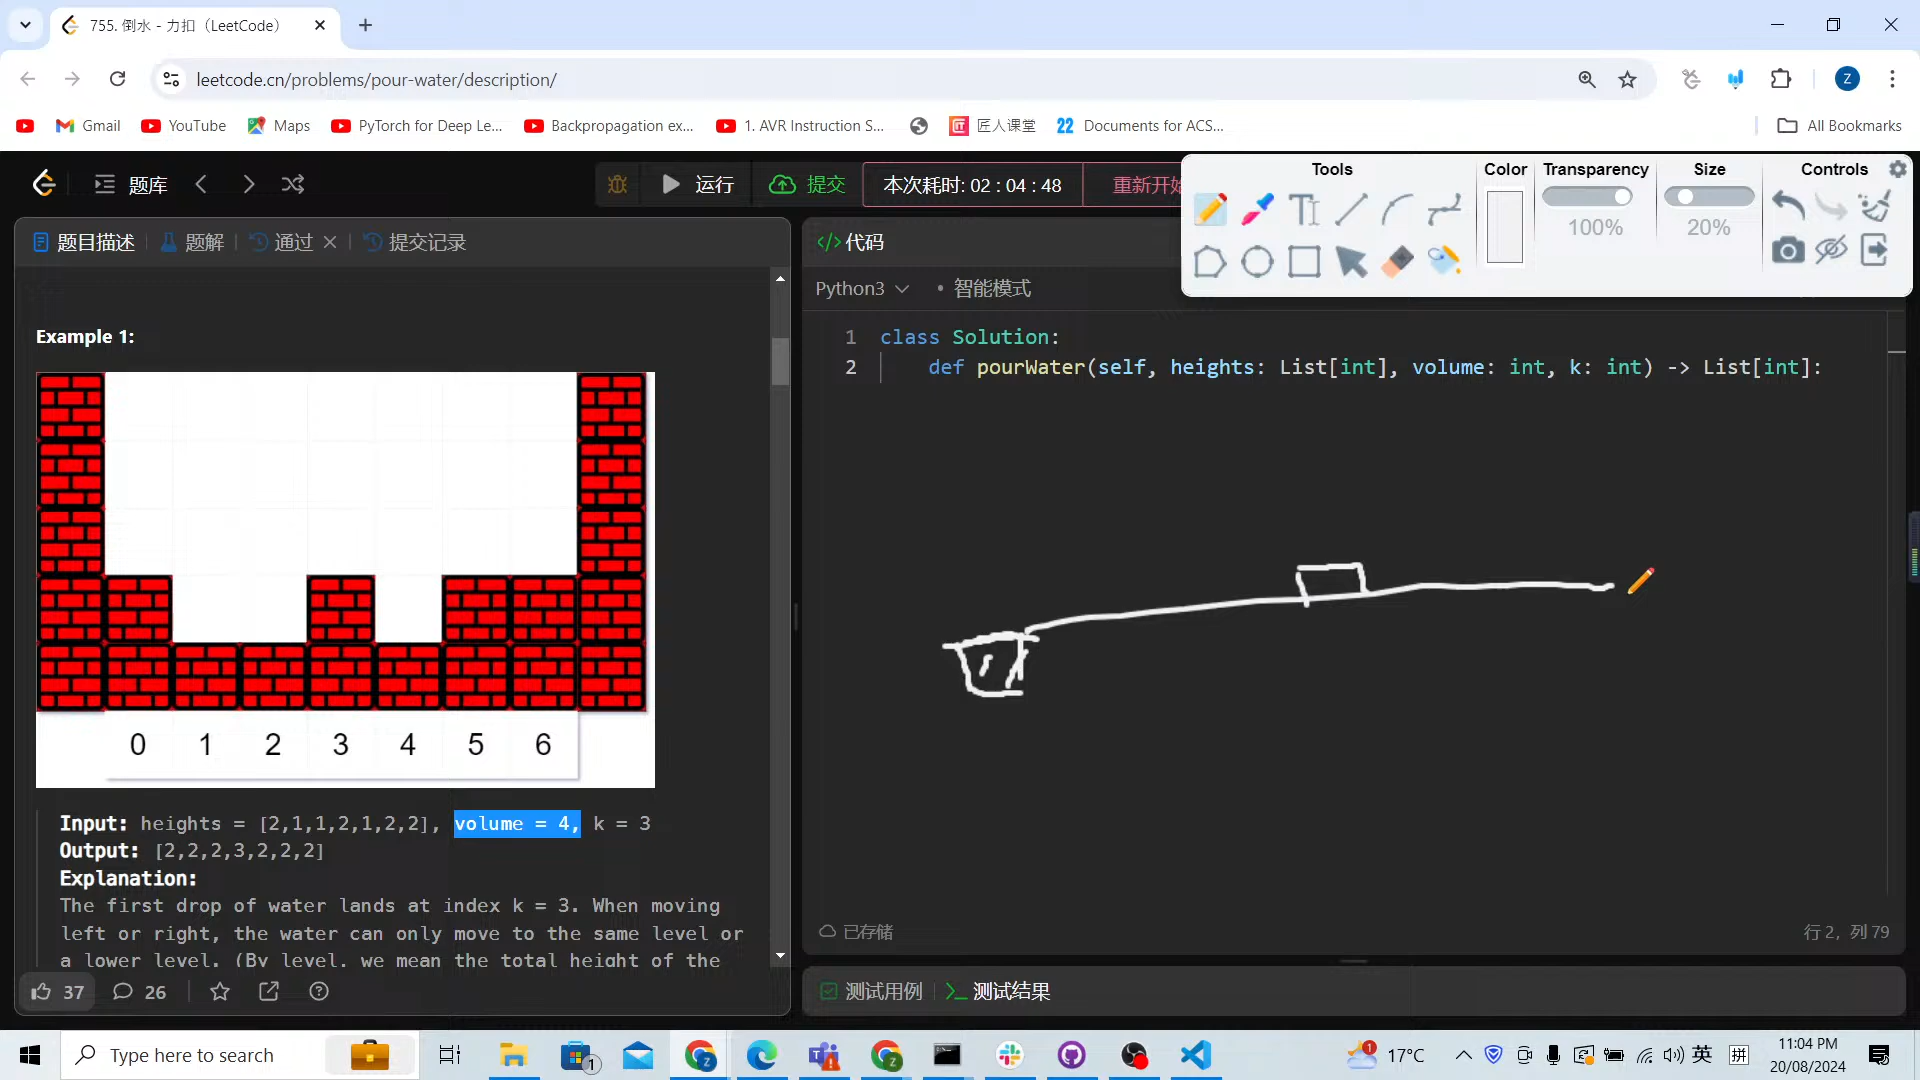 755. 倒水 - 力扣（LeetCode）
leetcode.cn/problems/pour-water/description/
Gmail
YouTube
Maps
PyTorch for Deep Le...
Backpropagation ex...
1. AVR Instruction S...
匠人课堂
22 Documents for ACS...
All Bookmarks
Z
题库
运行
提交
本次耗时: 02 : 04 : 48
重新开始
Tools
Color
Transparency
Size
Controls
100%
20%
题目描述
题解
通过
提交记录
</> 代码
Python3
• 智能模式
Example 1:
0 1 2 3 4 5 6
Input: heights = [2,1,1,2,1,2,2], volume = 4, k = 3
Output: [2,2,2,3,2,2,2]
Explanation:
The first drop of water lands at index k = 3. When moving
left or right, the water can only move to the same level or
a lower level. (By level, we mean the total height of the
37
26
1 class Solution:
2 def pourWater(self, heights: List[int], volume: int, k: int) -> List[int]:
已存储
行 2, 列 79
测试用例
测试结果
Type here to search
1
1
17°C
英
拼
11:04 PM
20/08/2024